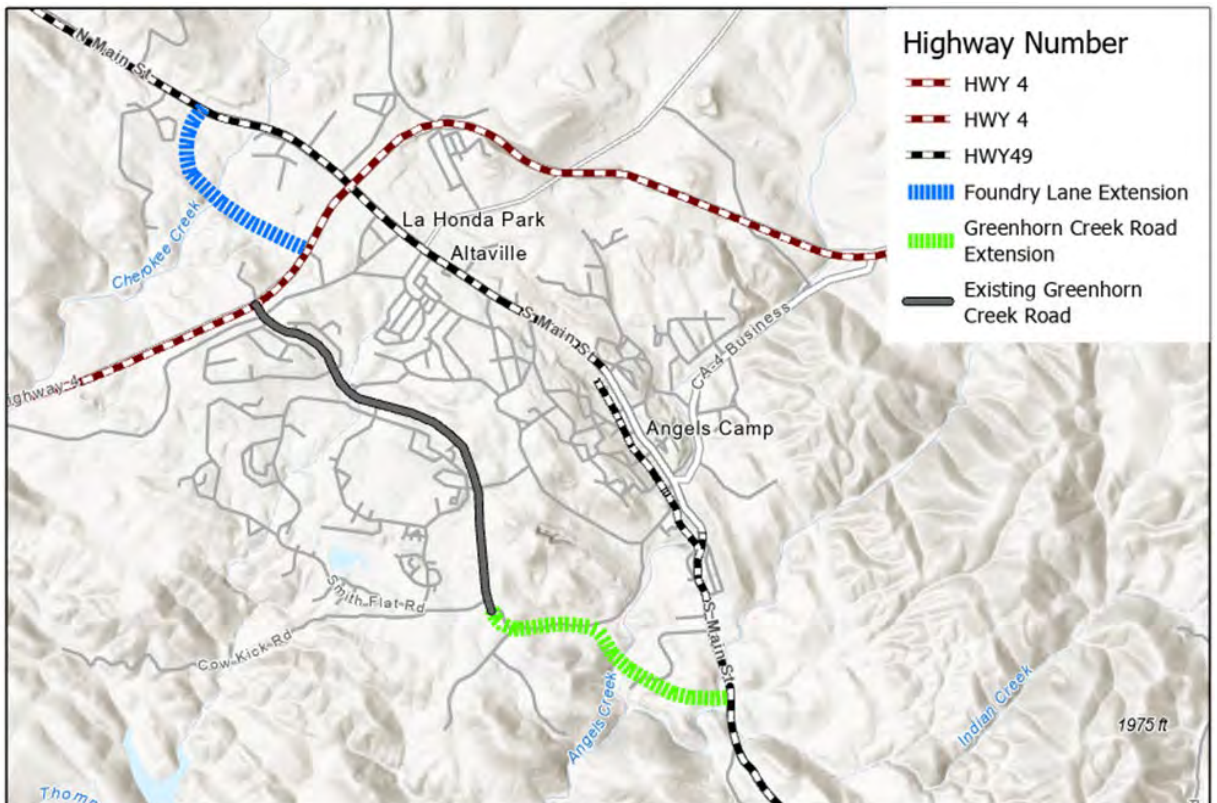 Highway Number
HWY 4
HWY 4
HWY49
Foundry Lane Extension
Greenhorn Creek Road
Extension
Existing Greenhorn
Creek Road
N Main St
La Honda Park
Altaville
Cherokee Creek
S Main St
CA-4 Business
ighway 4
Angels Camp
Smith Flat Rd
Cow Kick Rd
S Main St
Angels Creek
Indian Creek
1975 ft
Thom